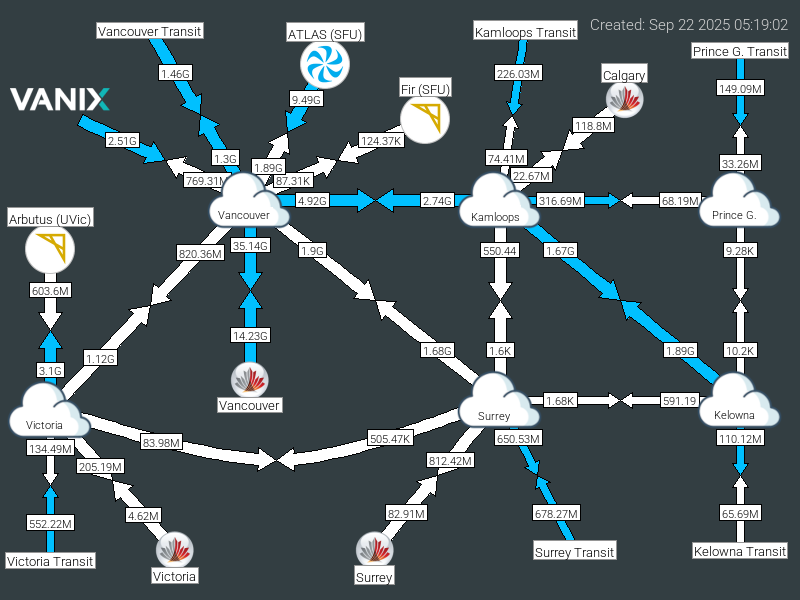 Created: Sep 22 2025 05:19:02
Vancouver Transit
ATLAS (SFU)
Kamloops Transit
Prince G. Transit
1.46G
9.49G
226.03M
Calgary
149.09M
VANIX
Fir (SFU)
2.51G
124.37K
118.8M
1.3G
1.89G
74.41M
33.26M
769.31M
87.31K
22.67M
4.92G
2.74G
316.69M
68.19M
Vancouver
Kamloops
Prince G.
Arbutus (UVic)
820.36M
35.14G
1.9G
550.44
1.67G
9.28K
603.6M
14.23G
1.12G
1.68G
1.6K
1.89G
10.2K
3.1G
Vancouver
1.68K
591.19
Victoria
Surrey
Kelowna
134.49M
83.98M
505.47K
650.53M
110.12M
205.19M
812.42M
552.22M
4.62M
82.91M
678.27M
65.69M
Victoria Transit
Victoria
Surrey
Surrey Transit
Kelowna Transit